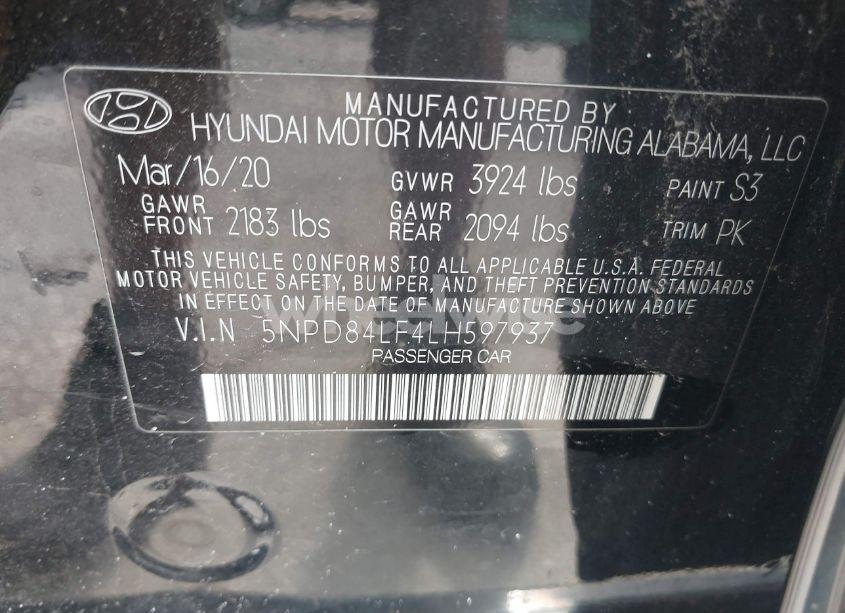 MANUFACTURED BY
HYUNDAI MOTOR MANUFACTURING ALABAMA, LLC
Mar/16/20 GVWR 3924 lbs PAINT S3
GAWR FRONT 2183 lbs GAWR REAR 2094 lbs TRIM PK
THIS VEHICLE CONFORMS TO ALL APPLICABLE U.S.A. FEDERAL
MOTOR VEHICLE SAFETY, BUMPER, AND THEFT PREVENTION STANDARDS
IN EFFECT ON THE DATE OF MANUFACTURE SHOWN ABOVE
V.I.N 5NPD84LF4LH597937
PASSENGER CAR